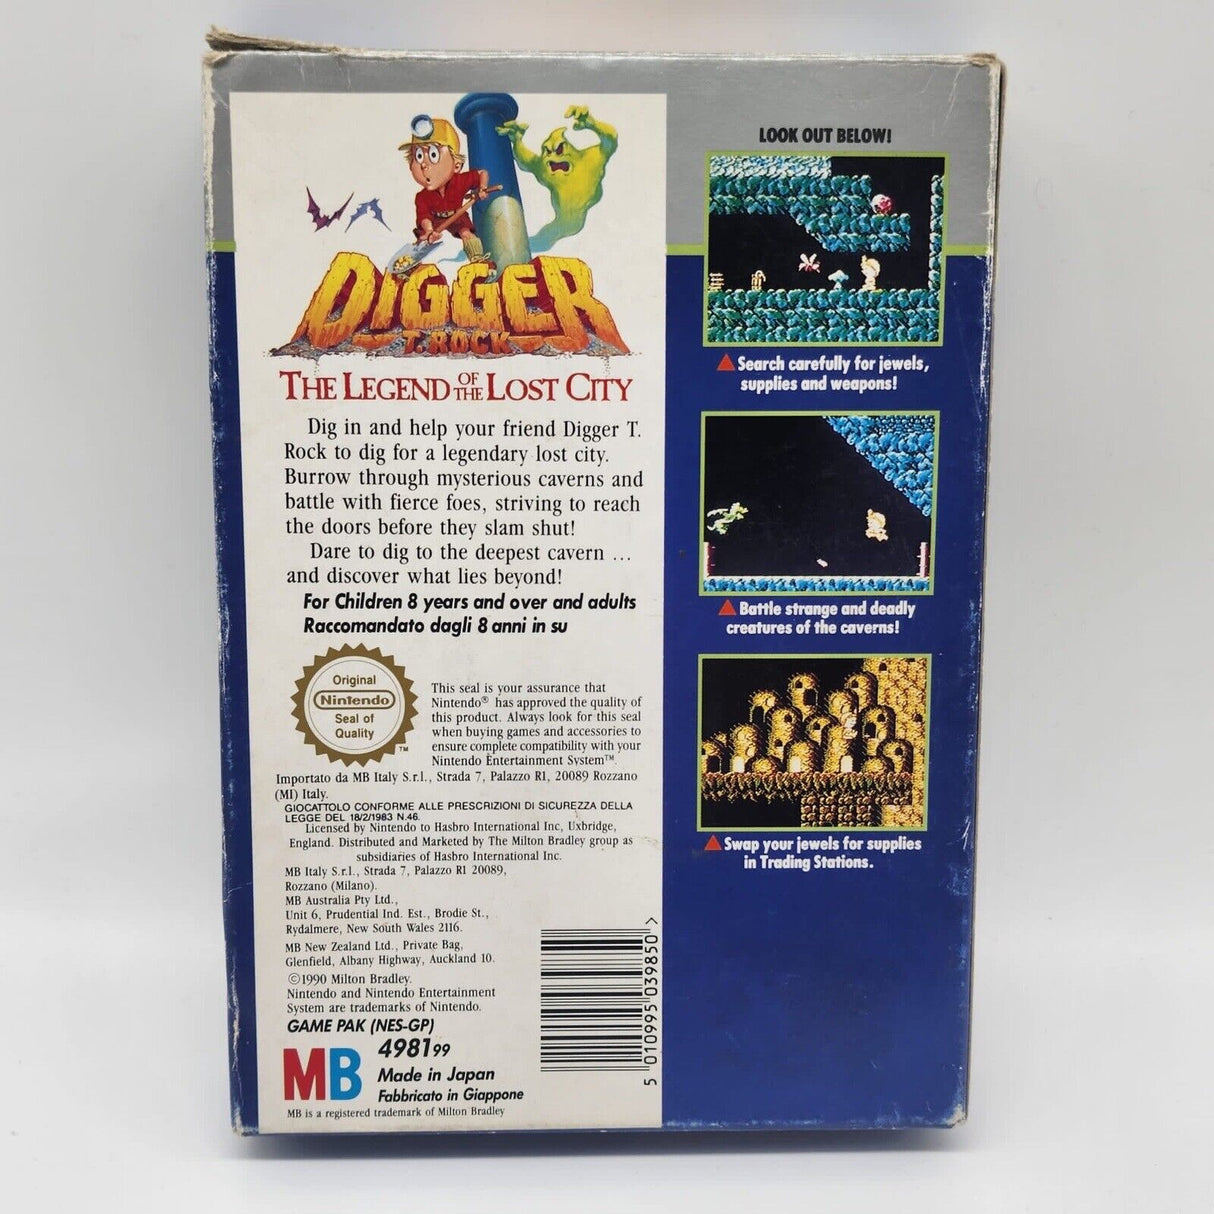 DIGGER
T. ROCK
THE LEGEND OF THE LOST CITY
Dig in and help your friend Digger T.
Rock to dig for a legendary lost city.
Burrow through mysterious caverns and
battle with fierce foes, striving to reach
the doors before they slam shut!
Dare to dig to the deepest cavern ...
and discover what lies beyond!
For Children 8 years and over and adults
Raccomandato dagli 8 anni in su
Original
Nintendo
Seal of
Quality
TM
This seal is your assurance that
Nintendo® has approved the quality of
this product. Always look for this seal
when buying games and accessories to
ensure complete compatibility with your
Nintendo Entertainment System™.
Importato da MB Italy S.r.l., Strada 7, Palazzo R1, 20089 Rozzano
(MI) Italy.
GIOCATTOLO CONFORME ALLE PRESCRIZIONI DI SICUREZZA DELLA
LEGGE DEL 18/2/1983 N.46.
Licensed by Nintendo to Hasbro International Inc, Uxbridge,
England. Distributed and Marketed by The Milton Bradley group as
subsidiaries of Hasbro International Inc.
MB Italy S.r.l., Strada 7, Palazzo R1 20089,
Rozzano (Milano).
MB Australia Pty Ltd.,
Unit 6, Prudential Ind. Est., Brodie St.,
Rydalmere, New South Wales 2116.
MB New Zealand Ltd., Private Bag,
Glenfield, Albany Highway, Auckland 10.
©1990 Milton Bradley.
Nintendo and Nintendo Entertainment
System are trademarks of Nintendo.
GAME PAK (NES-GP)
MB
498199
Made in Japan
Fabbricato in Giappone
MB is a registered trademark of Milton Bradley
5 010995 039850 >
LOOK OUT BELOW!
▲ Search carefully for jewels,
supplies and weapons!
▲ Battle strange and deadly
creatures of the caverns!
▲ Swap your jewels for supplies
in Trading Stations.